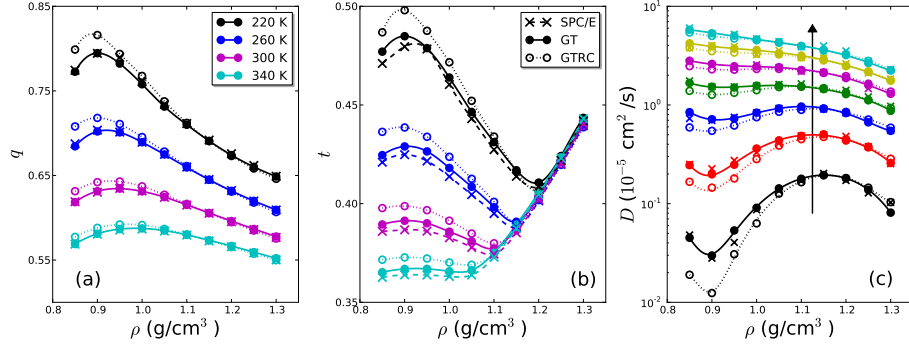 0.85
0.75
0.65
0.55
q
0.8 0.9 1.0 1.1 1.2 1.3
ρ (g/cm³)
(a)
220 K
260 K
300 K
340 K
0.50
0.45
0.40
0.35
t
0.8 0.9 1.0 1.1 1.2 1.3
ρ (g/cm³)
(b)
SPC/E
GT
GTRC
10¹
10⁰
10⁻¹
10⁻²
D (10⁻⁵ cm²/s)
0.8 0.9 1.0 1.1 1.2 1.3
ρ (g/cm³)
(c)